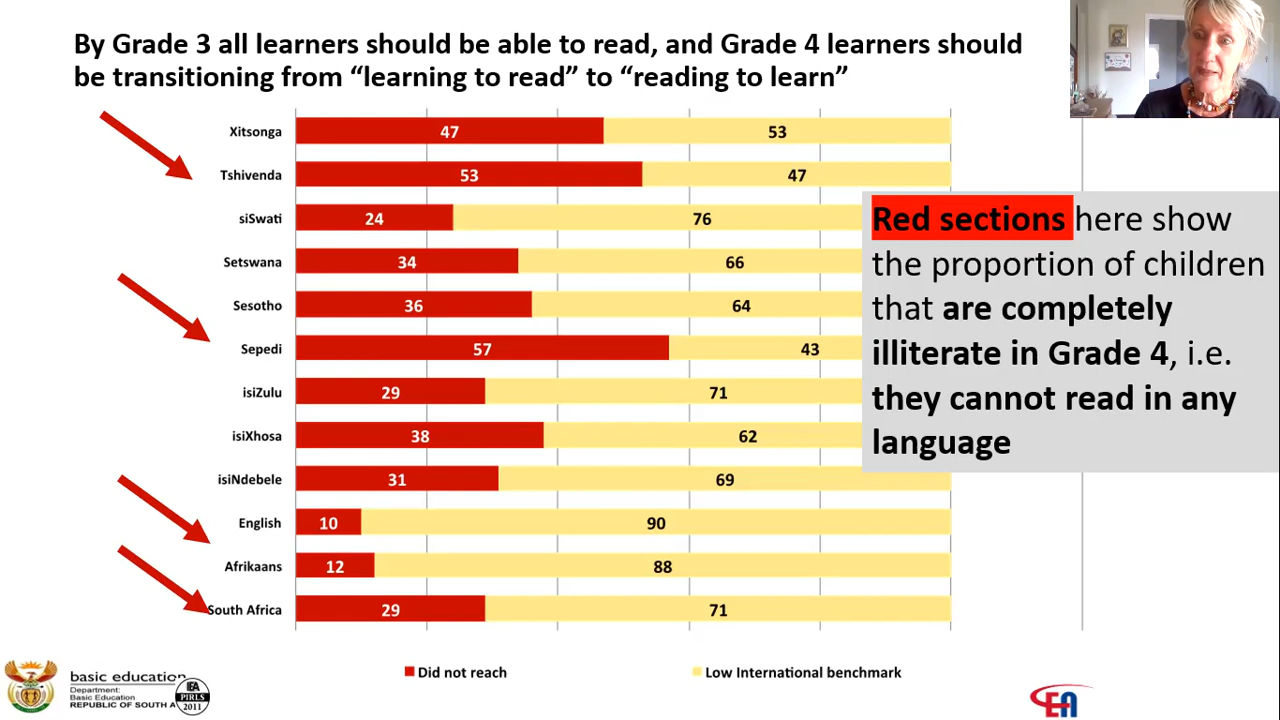 By Grade 3 all learners should be able to read, and Grade 4 learners should
be transitioning from “learning to read” to “reading to learn”
Xitsonga 47 53
Tshivenda 53 47
siSwati 24 76
Setswana 34 66
Sesotho 36 64
Sepedi 57 43
isiZulu 29 71
isiXhosa 38 62
isiNdebele 31 69
English 10 90
Afrikaans 12 88
South Africa 29 71
Did not reach
Low International benchmark
Red sections here show
the proportion of children
that are completely
illiterate in Grade 4, i.e.
they cannot read in any
language
basic education
Department:
Basic Education
REPUBLIC OF SOUTH A
IEA
PIRLS
2011
EA